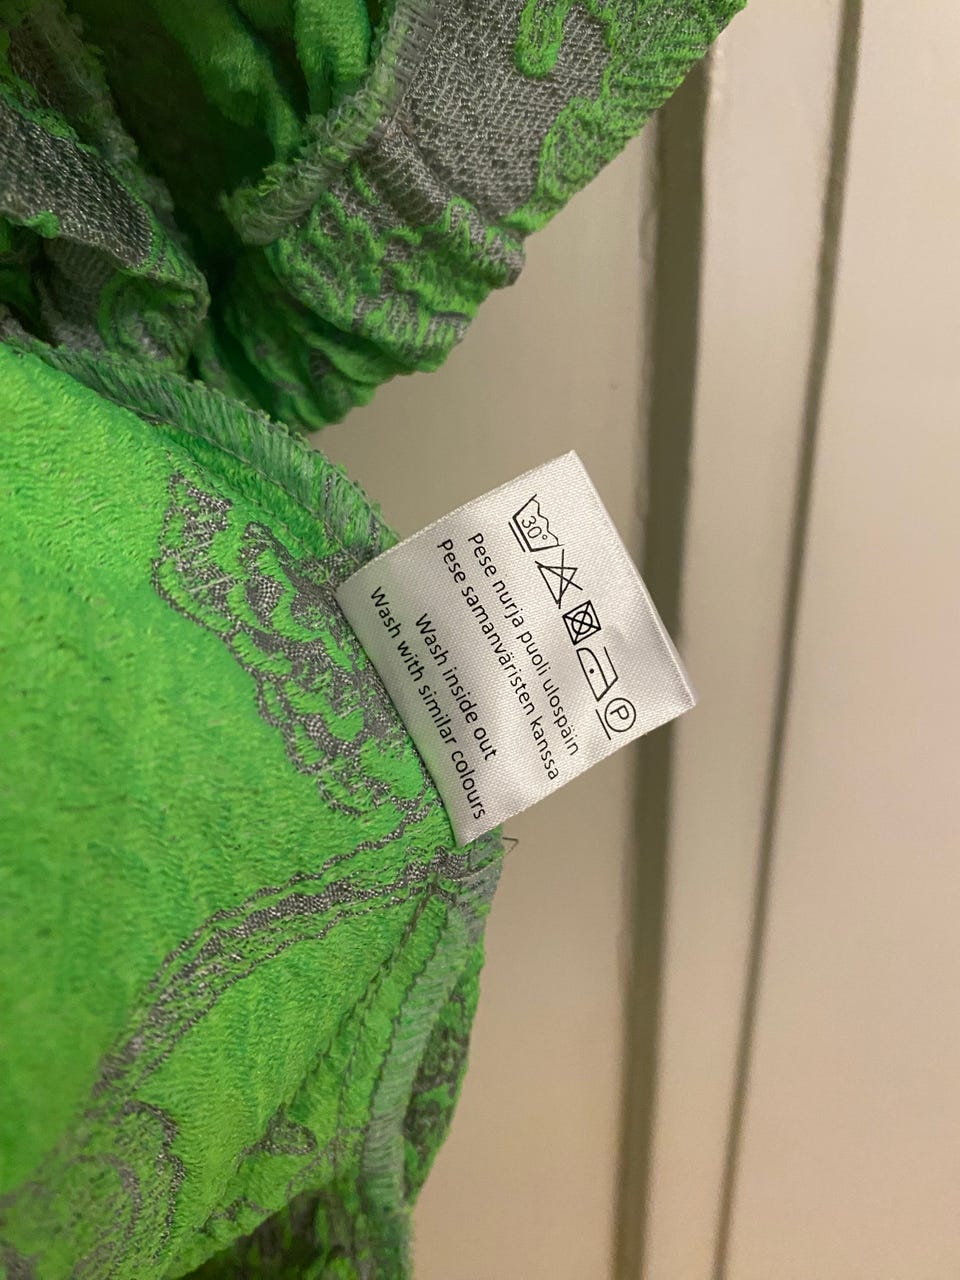 30° P
Pese nurja puoli ulospäin
Pese samanväristen kanssa
Wash inside out
Wash with similar colours